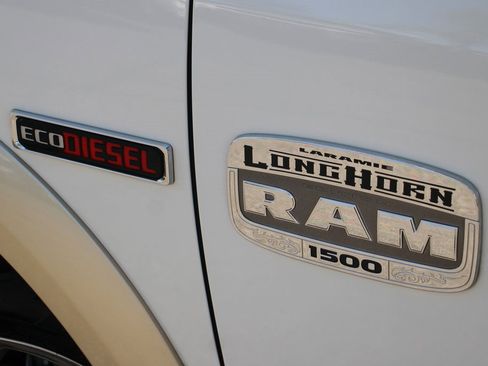 ECODIESEL
LARAMIE
LONGHORN
RAM
1500